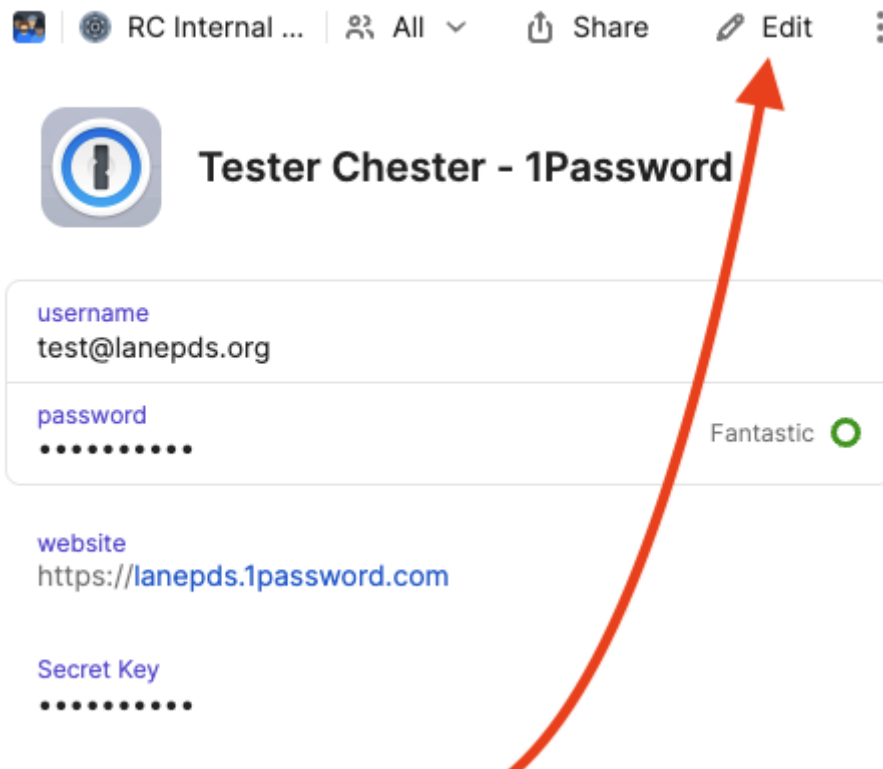 RC Internal ... All Share Edit
Tester Chester - 1Password
username
test@lanepds.org
password
•••••••••• Fantastic
website
https://lanepds.1password.com
Secret Key
••••••••••